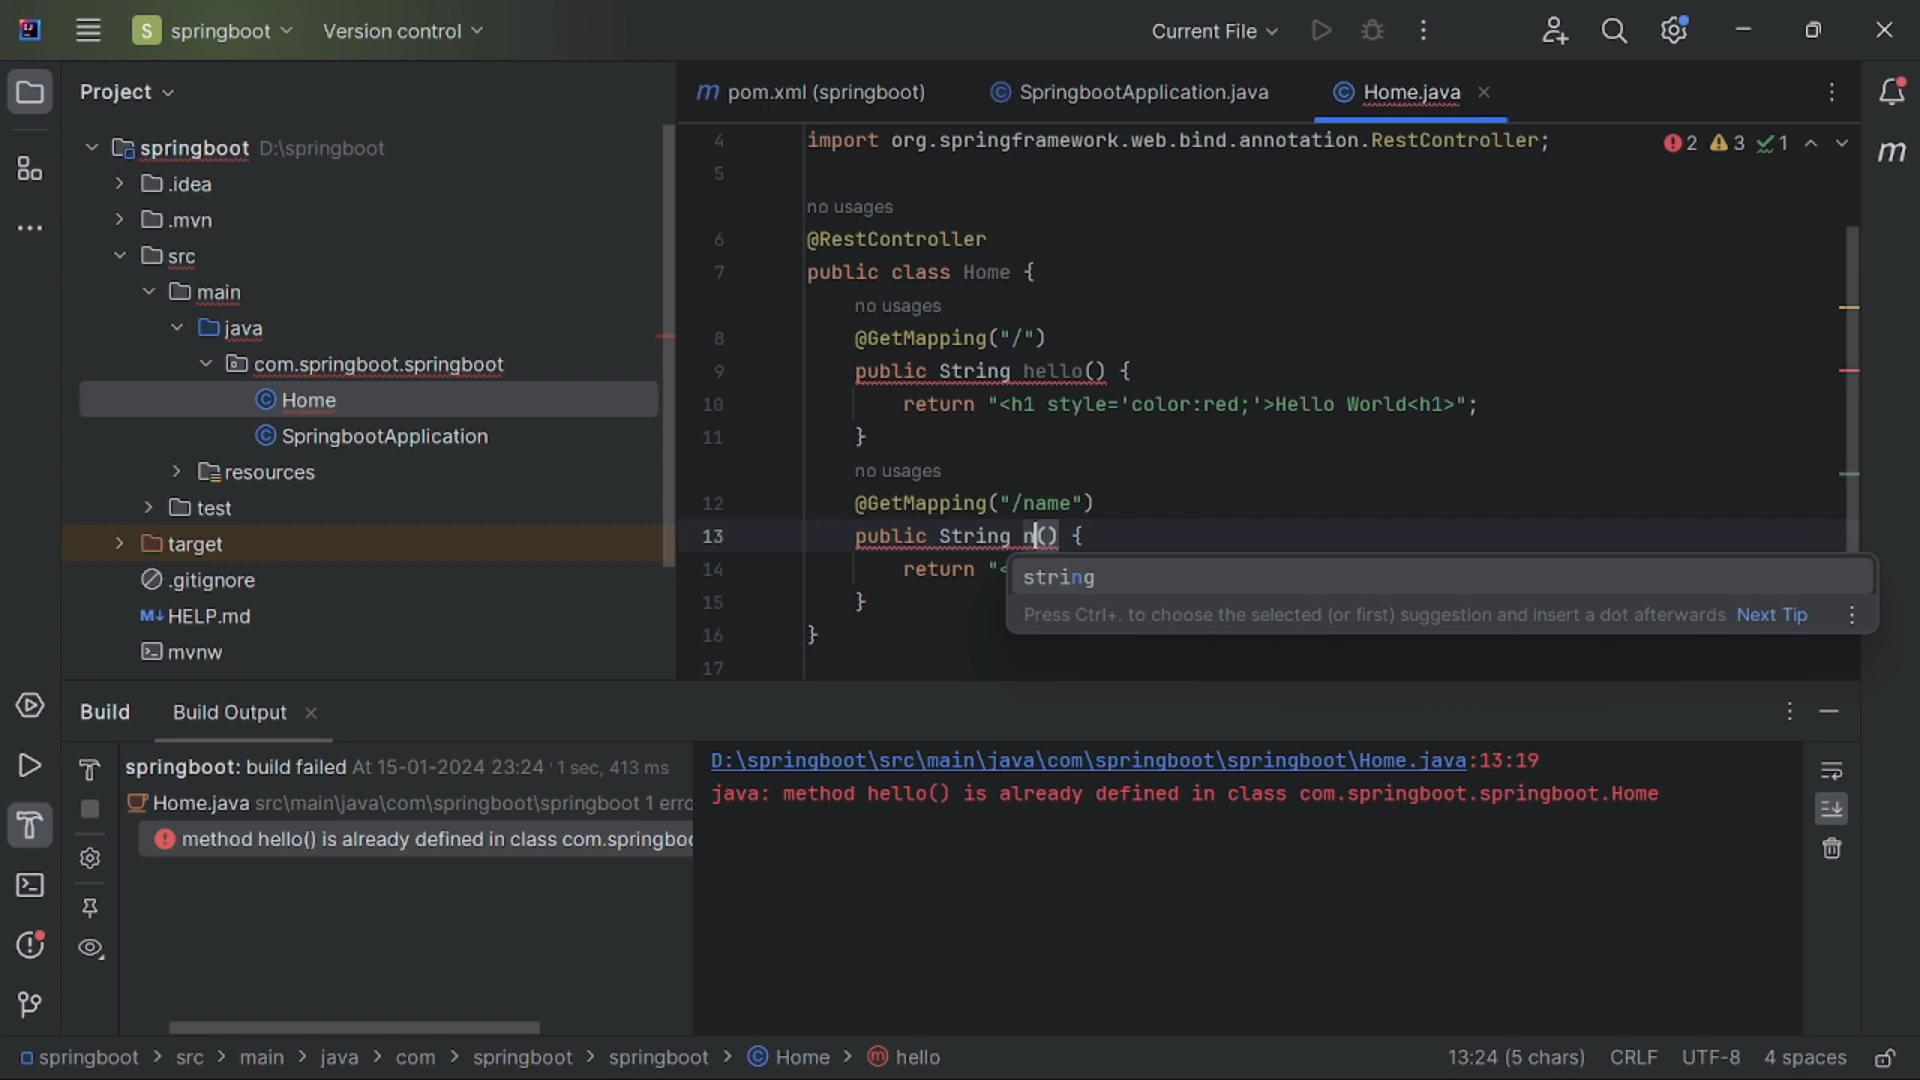 S springboot Version control Current File
Project
springboot D:\springboot
.idea
.mvn
src
main
java
com.springboot.springboot
Home
SpringbootApplication
resources
test
target
.gitignore
M↓ HELP.md
mvnw
m pom.xml (springboot) C SpringbootApplication.java C Home.java
2 3 1
4 import org.springframework.web.bind.annotation.RestController;
5
no usages
6 @RestController
7 public class Home {
no usages
8 @GetMapping("/")
9 public String hello() {
10 return "<h1 style='color:red;'>Hello World<h1>";
11 }
no usages
12 @GetMapping("/name")
13 public String n() {
14 return "<
15 }
16 }
17
string
Press Ctrl+. to choose the selected (or first) suggestion and insert a dot afterwards Next Tip
m
Build Build Output
springboot: build failed At 15-01-2024 23:24 1 sec, 413 ms
Home.java src\main\java\com\springboot\springboot 1 erro
method hello() is already defined in class com.springboo
D:\springboot\src\main\java\com\springboot\springboot\Home.java:13:19
java: method hello() is already defined in class com.springboot.springboot.Home
springboot > src > main > java > com > springboot > springboot > C Home > m hello
13:24 (5 chars) CRLF UTF-8 4 spaces